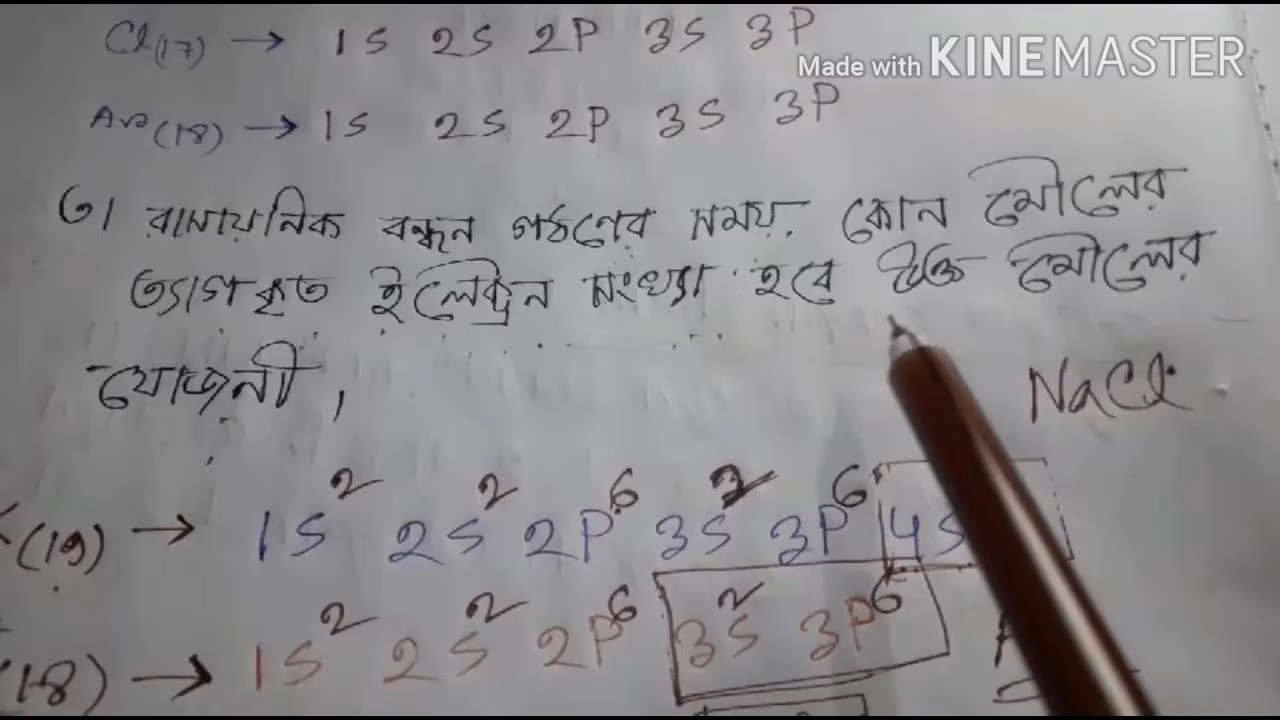 Cl(17) → 1s 2s 2p 3s 3p
Made with KINEMASTER
Ar(18) → 1s 2s 2p 3s 3p
৩। রাসায়নিক বন্ধন গঠনের সময় কোন মৌলের
ত্যাগকৃত ইলেক্ট্রন সংখ্যা হবে উক্ত মৌলের
যোজনী,
NaCl
(19) → 1s² 2s² 2p⁶ 3s² 3p⁶ 4s
(18) → 1s² 2s² 2p⁶ 3s² 3p⁶